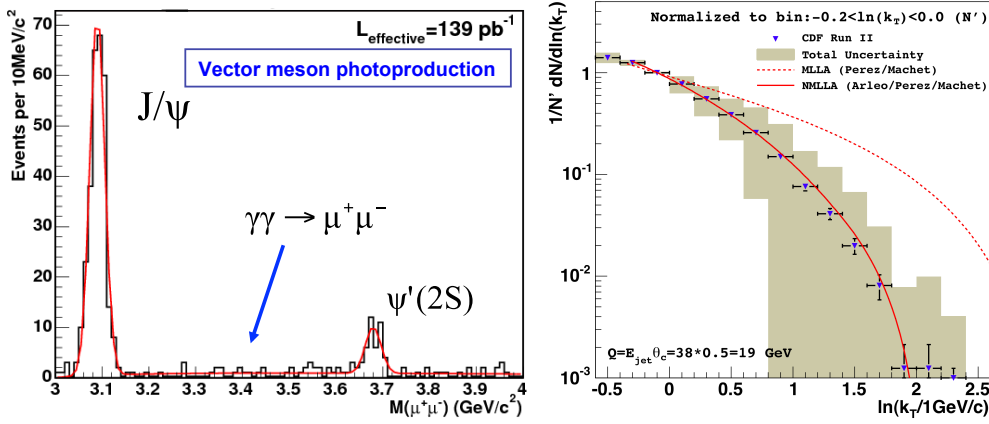 L_effective=139 pb⁻¹
Vector meson photoproduction
J/ψ
γγ → μ⁺μ⁻
ψ'(2S)
Events per 10MeV/c²
70
60
50
40
30
20
10
0
3 3.1 3.2 3.3 3.4 3.5 3.6 3.7 3.8 3.9 4
M(μ⁺μ⁻) (GeV/c²)
Normalized to bin:-0.2<ln(k_T)<0.0 (N')
CDF Run II
Total Uncertainty
MLLA (Perez/Machet)
NMLLA (Arleo/Perez/Machet)
1/N' dN/dln(k_T)
1
10⁻¹
10⁻²
10⁻³
Q=E_jetθ_c=38*0.5=19 GeV
-0.5 0 0.5 1 1.5 2 2.5
ln(k_T/1GeV/c)